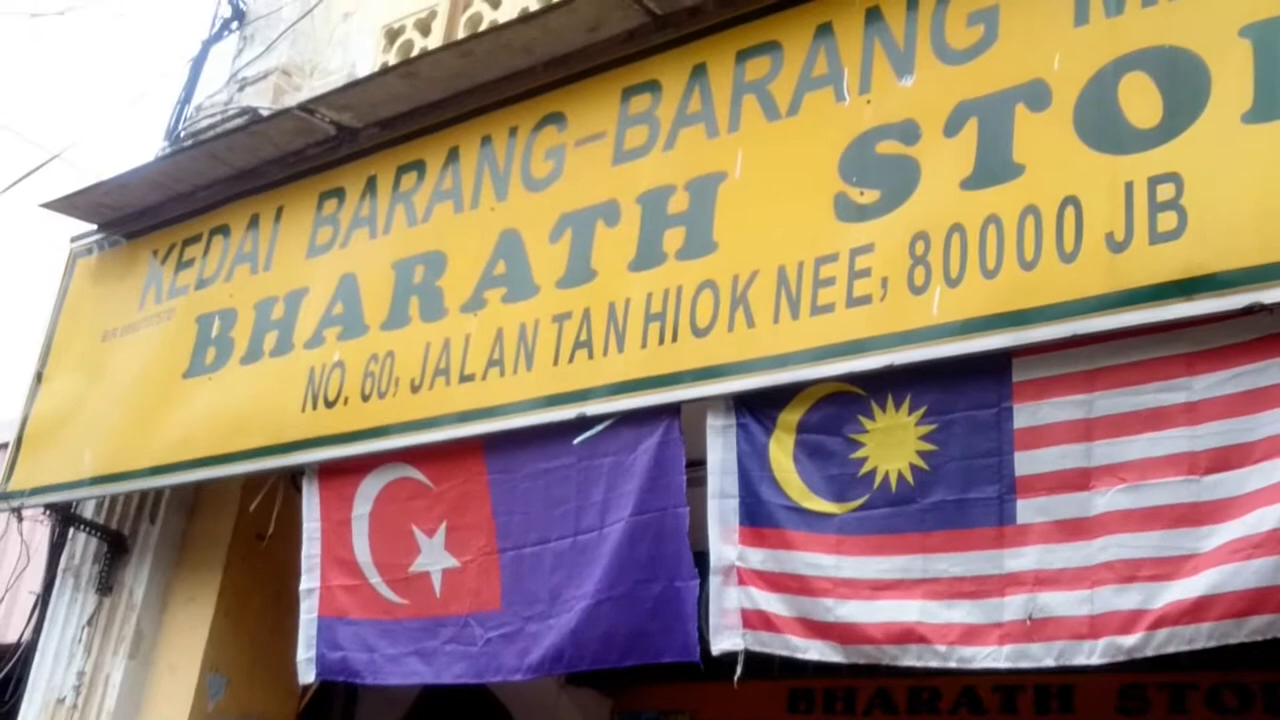 KEDAI BARANG-BARANG
BHARATH STO
NO. 60, JALAN TAN HIOK NEE, 80000 JB
BHARATH STO